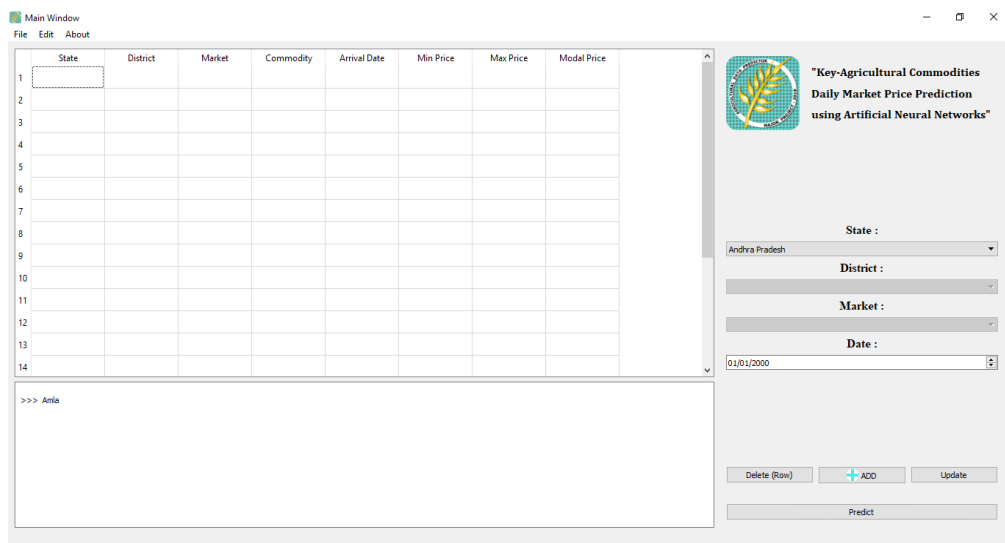 Main Window
File Edit About
State District Market Commodity Arrival Date Min Price Max Price Modal Price
1
2
3
4
5
6
7
8
9
10
11
12
13
14
>>> Amla
"Key-Agricultural Commodities
Daily Market Price Prediction
using Artificial Neural Networks"
State :
Andhra Pradesh
District :
Market :
Date :
01/01/2000
Delete (Row) ADD Update
Predict